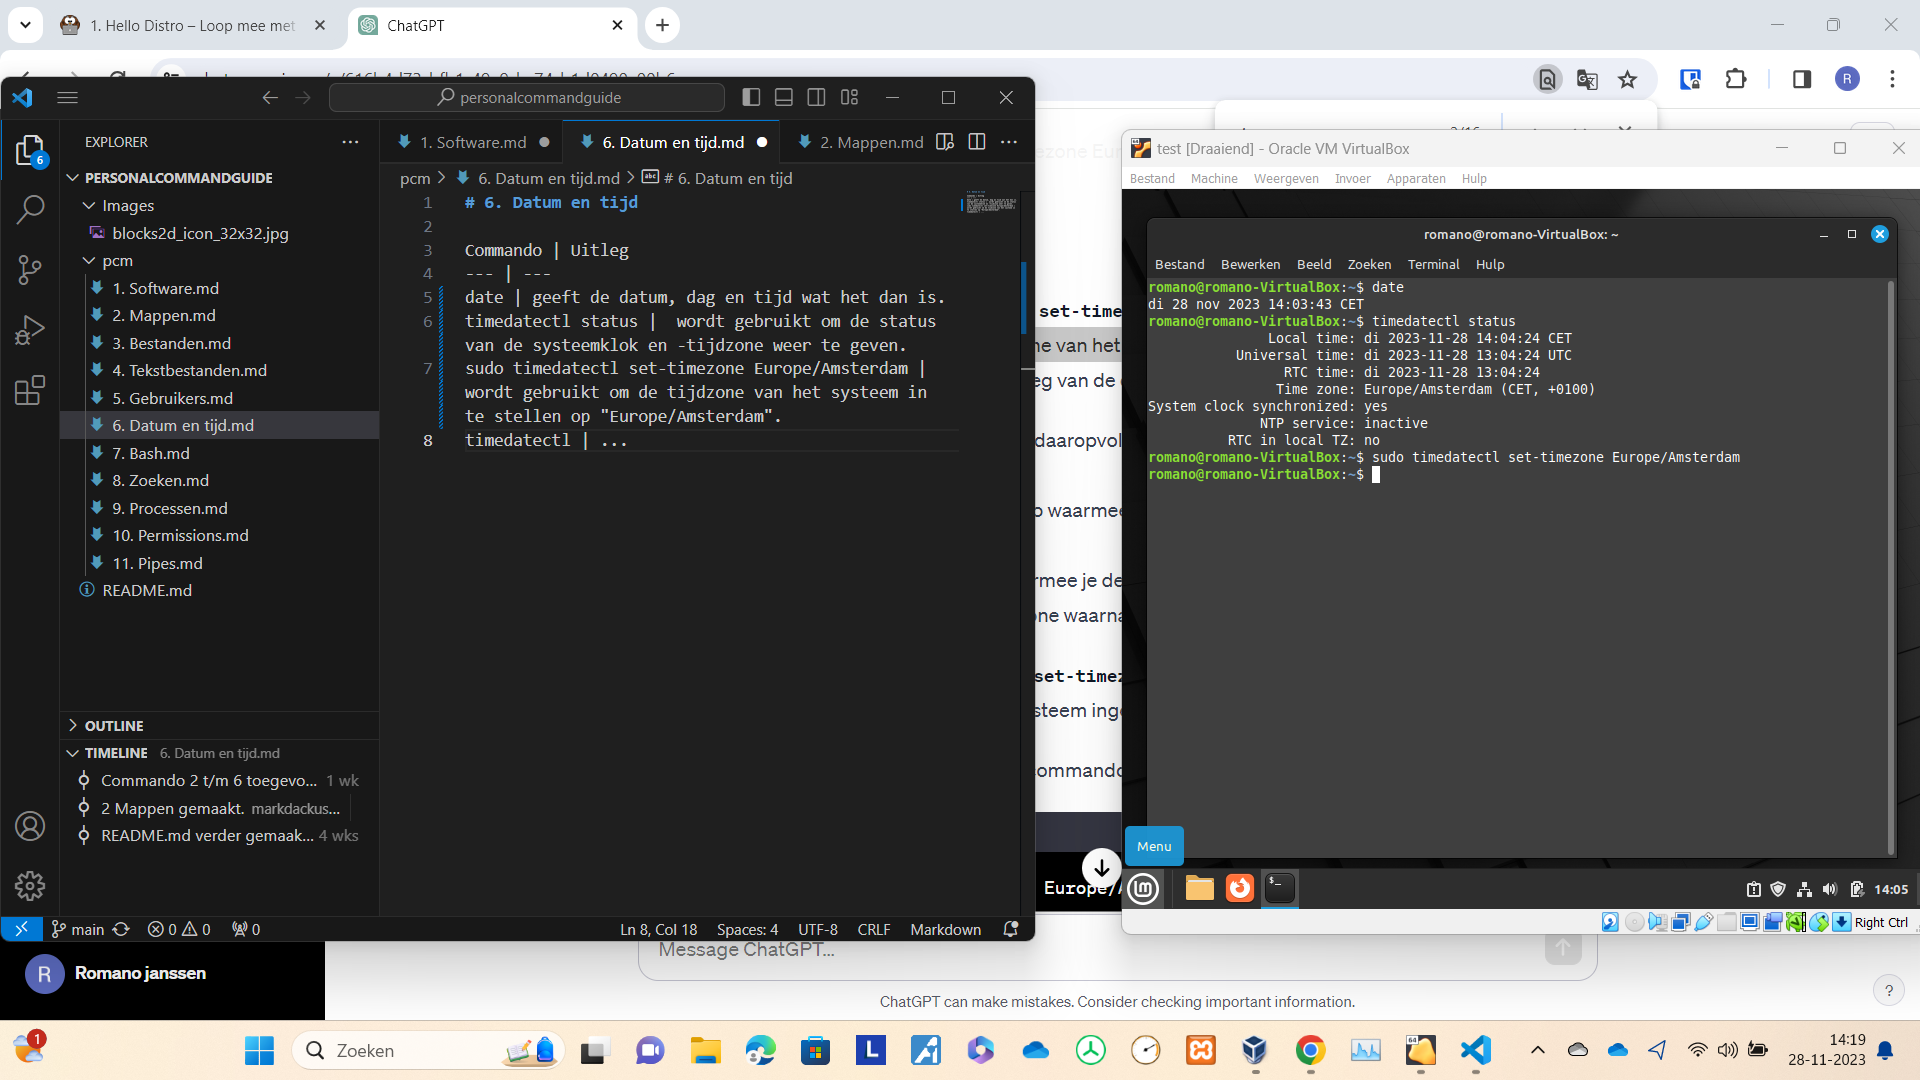 1. Hello Distro – Loop mee met
ChatGPT
personalcommandguide
EXPLORER
1. Software.md
6. Datum en tijd.md
2. Mappen.md
PERSONALCOMMANDGUIDE
Images
blocks2d_icon_32x32.jpg
pcm
1. Software.md
2. Mappen.md
3. Bestanden.md
4. Tekstbestanden.md
5. Gebruikers.md
6. Datum en tijd.md
7. Bash.md
8. Zoeken.md
9. Processen.md
10. Permissions.md
11. Pipes.md
README.md
6
OUTLINE
TIMELINE 6. Datum en tijd.md
Commando 2 t/m 6 toegevo... 1 wk
2 Mappen gemaakt. markdackus...
README.md verder gemaak... 4 wks
pcm > 6. Datum en tijd.md > # 6. Datum en tijd
1 # 6. Datum en tijd
2
3 Commando | Uitleg
4 --- | ---
5 date | geeft de datum, dag en tijd wat het dan is.
6 timedatectl status |  wordt gebruikt om de status
van de systeemklok en -tijdzone weer te geven.
7 sudo timedatectl set-timezone Europe/Amsterdam |
wordt gebruikt om de tijdzone van het systeem in
te stellen op "Europe/Amsterdam".
8 timedatectl | ...
main 0 0 0
Ln 8, Col 18 Spaces: 4 UTF-8 CRLF Markdown
set-time
ne van het
eg van de
daaropvol
waarmee
rmee je de
one waarna
set-timez
steem inge
ommando
Europe/A
test [Draaiend] - Oracle VM VirtualBox
Bestand Machine Weergeven Invoer Apparaten Hulp
romano@romano-VirtualBox: ~
Bestand Bewerken Beeld Zoeken Terminal Hulp
romano@romano-VirtualBox:~$ date
di 28 nov 2023 14:03:43 CET
romano@romano-VirtualBox:~$ timedatectl status
Local time: di 2023-11-28 14:04:24 CET
Universal time: di 2023-11-28 13:04:24 UTC
RTC time: di 2023-11-28 13:04:24
Time zone: Europe/Amsterdam (CET, +0100)
System clock synchronized: yes
NTP service: inactive
RTC in local TZ: no
romano@romano-VirtualBox:~$ sudo timedatectl set-timezone Europe/Amsterdam
romano@romano-VirtualBox:~$
Menu
14:05
Right Ctrl
R
R Romano janssen
Message ChatGPT...
ChatGPT can make mistakes. Consider checking important information.
?
1
Zoeken
L
64
14:19
28-11-2023